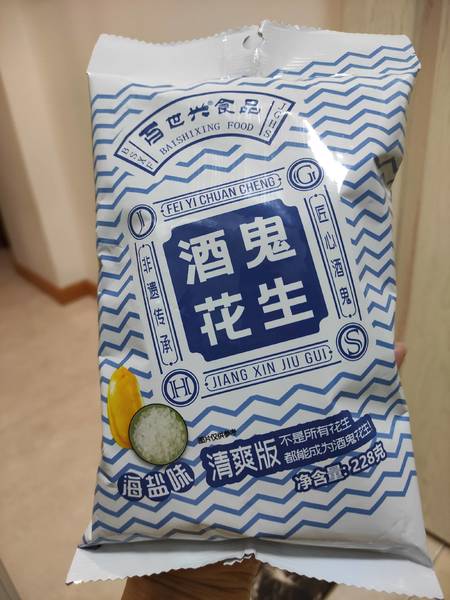 百世兴®食品
BAISHIXING FOOD
BSXF
JGHS
FEI YI CHUAN CHENG
J
G
非遗传承
酒鬼
花生
匠心酒鬼
H
S
JIANG XIN JIU GUI
图片仅供参考
海盐味
清爽版
不是所有花生
都能成为酒鬼花生!
净含量:228克